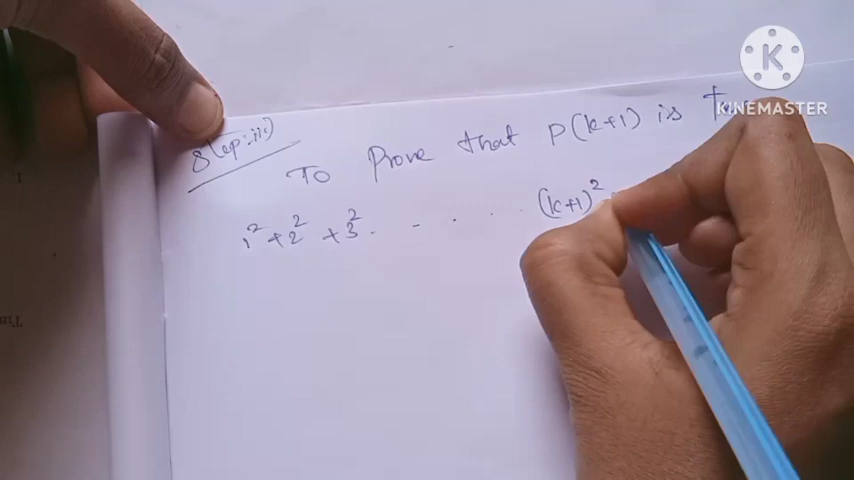 Step:iii)
To Prove that P(k+1) is
1² + 2² + 3² . - . . . (k+1)²
K
KINEMASTER